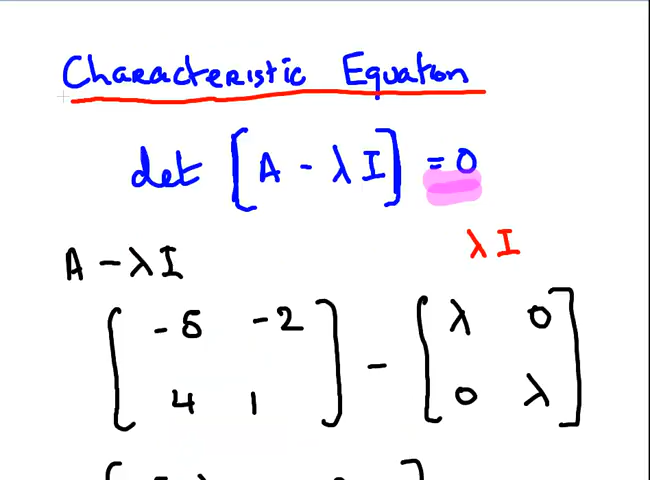 Characteristic Equation
det [A - λI] = 0
A - λI λI
[ -5 -2 ] - [ λ 0 ]
[ 4 1 ] [ 0 λ ]